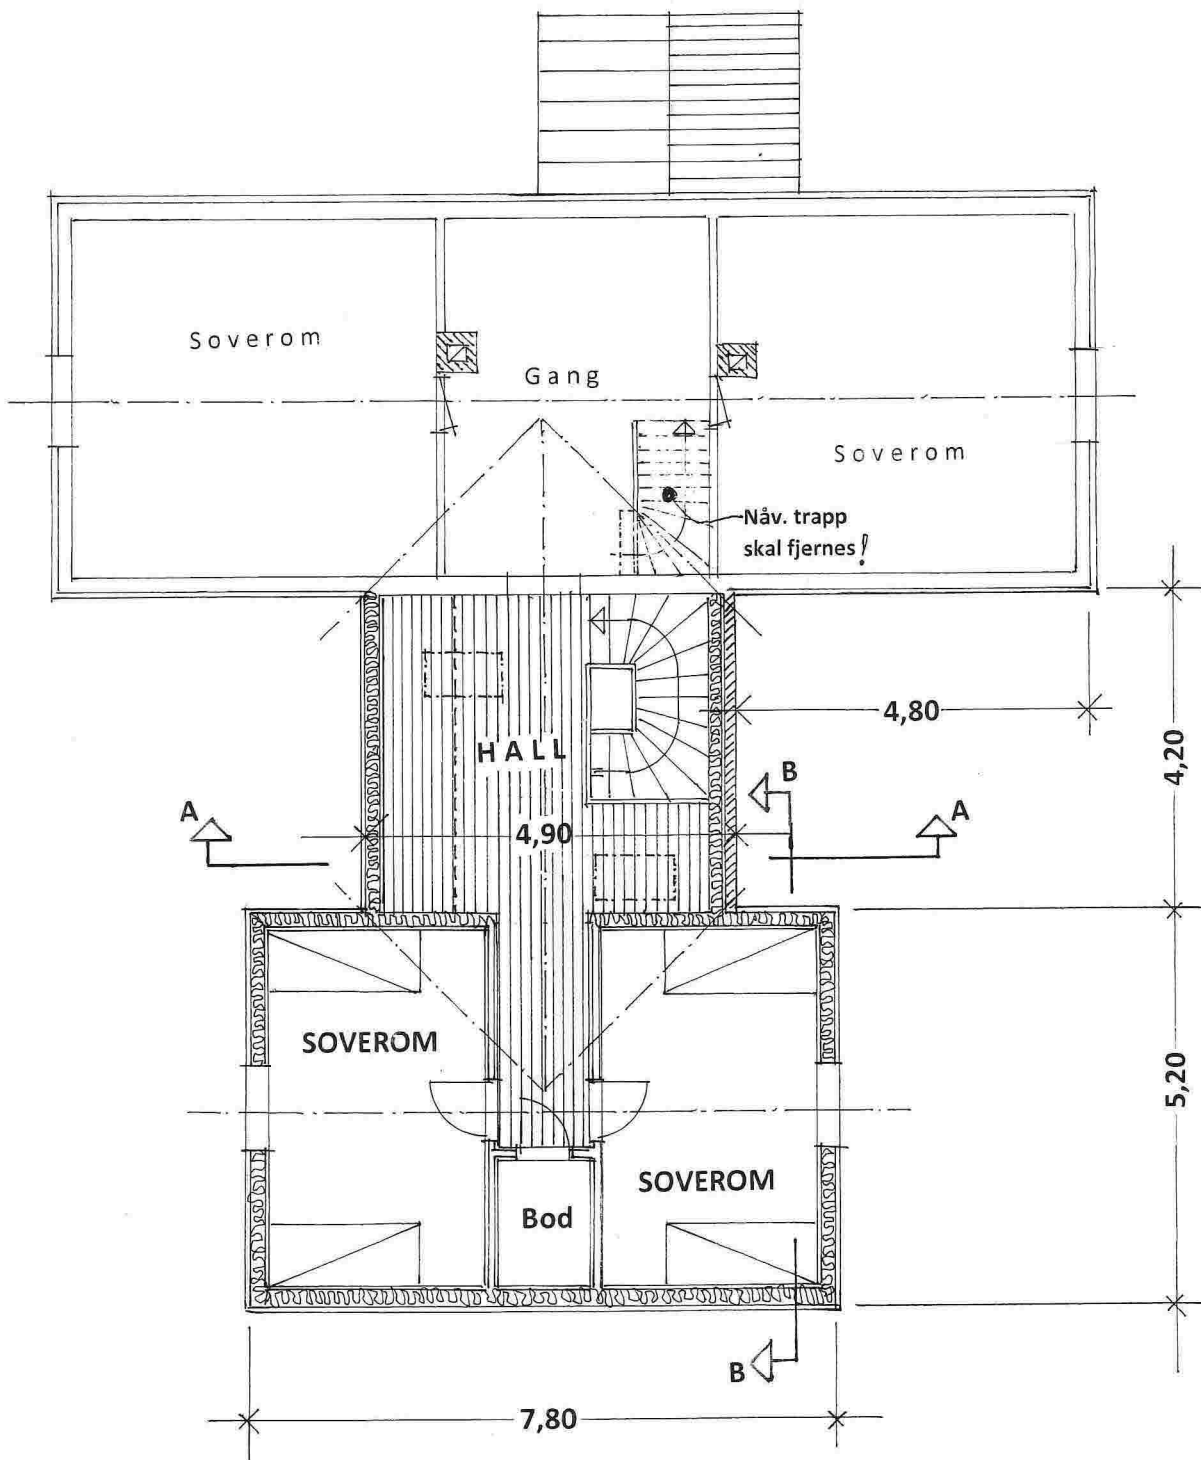 Soverom
Gang
Soverom
Nåv. trapp
skal fjernes!
4,80
4,20
HALL
B
A
4,90
A
SOVEROM
5,20
SOVEROM
Bod
B
7,80